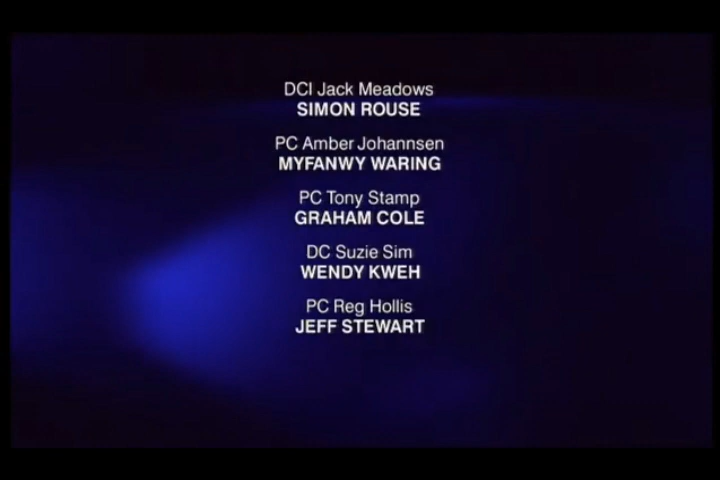 DCI Jack Meadows
SIMON ROUSE
PC Amber Johannsen
MYFANWY WARING
PC Tony Stamp
GRAHAM COLE
DC Suzie Sim
WENDY KWEH
PC Reg Hollis
JEFF STEWART